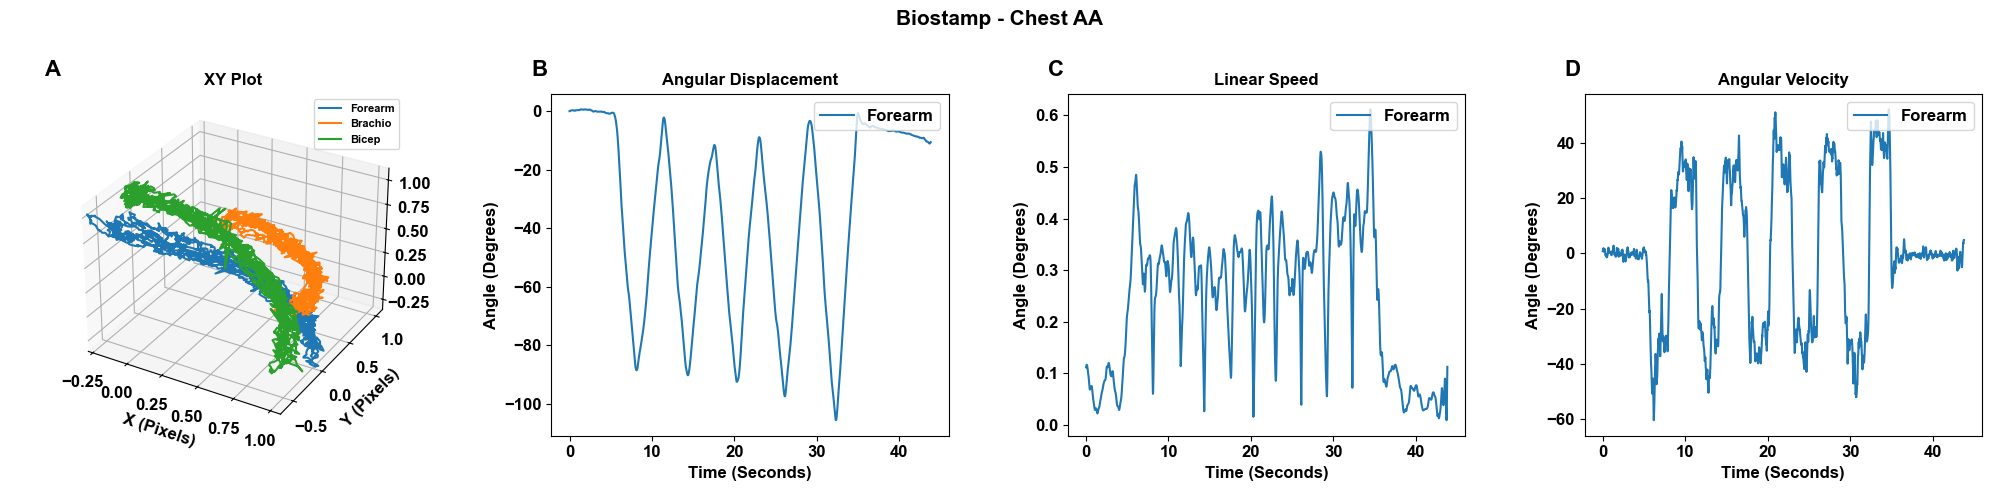 Biostamp - Chest AA
A
XY Plot
Forearm
Brachio
Bicep
1.00
0.75
0.50
0.25
0.00
−0.25
1.0
0.5
0.0
−0.5
Y (Pixels)
−0.25
0.00
0.25
0.50
0.75
1.00
X (Pixels)
B
Angular Displacement
Forearm
0
−20
−40
−60
−80
−100
Angle (Degrees)
0 10 20 30 40
Time (Seconds)
C
Linear Speed
Forearm
0.6
0.5
0.4
0.3
0.2
0.1
0.0
Angle (Degrees)
0 10 20 30 40
Time (Seconds)
D
Angular Velocity
Forearm
40
20
0
−20
−40
−60
Angle (Degrees)
0 10 20 30 40
Time (Seconds)